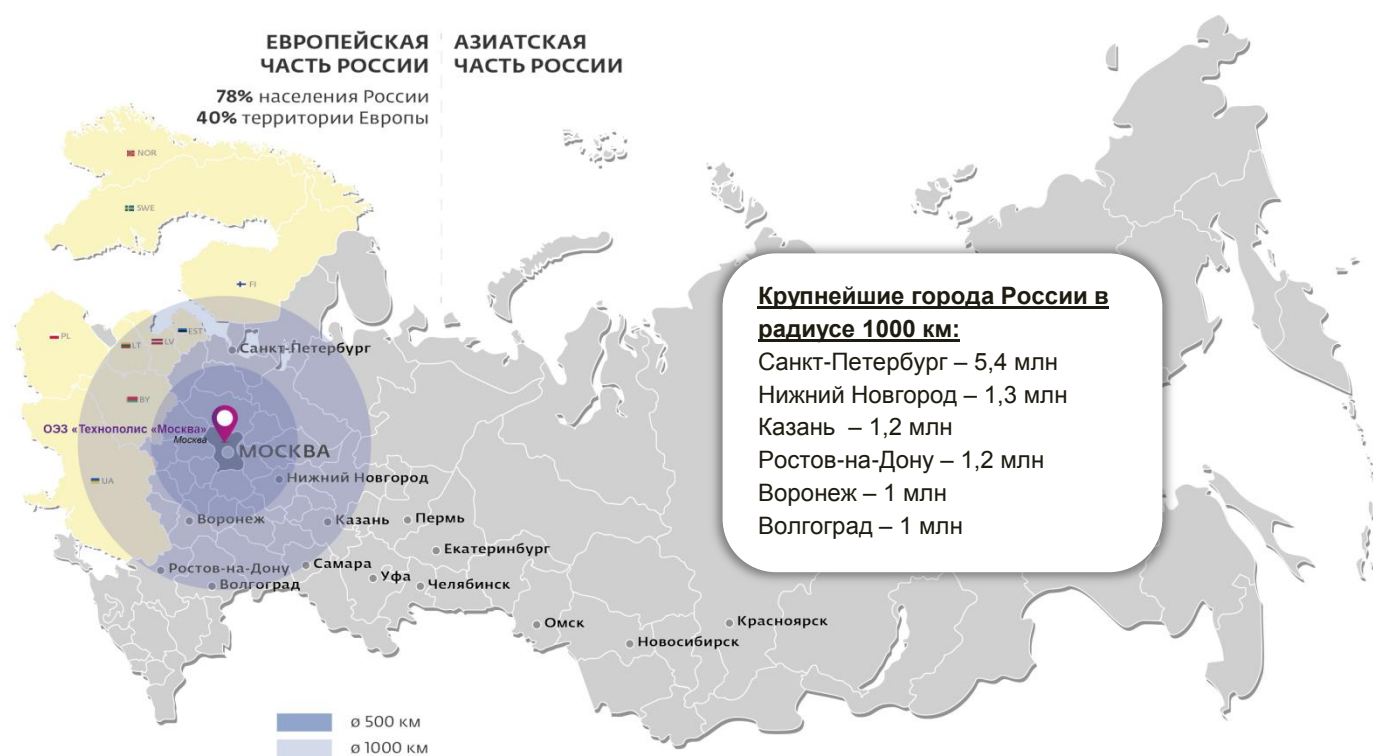 ЕВРОПЕЙСКАЯ
ЧАСТЬ РОССИИ
АЗИАТСКАЯ
ЧАСТЬ РОССИИ
78% населения России
40% территории Европы
NOR
SWE
FI
PL
EST
LV
LT
BY
UA
Санкт-Петербург
ОЭЗ «Технополис «Москва»
Москва
МОСКВА
Нижний Новгород
Воронеж
Казань
Пермь
Екатеринбург
Ростов-на-Дону
Самара
Уфа
Волгоград
Челябинск
Омск
Красноярск
Новосибирск
Крупнейшие города России в
радиусе 1000 км:
Санкт-Петербург – 5,4 млн
Нижний Новгород – 1,3 млн
Казань – 1,2 млн
Ростов-на-Дону – 1,2 млн
Воронеж – 1 млн
Волгоград – 1 млн
ø 500 км
ø 1000 км